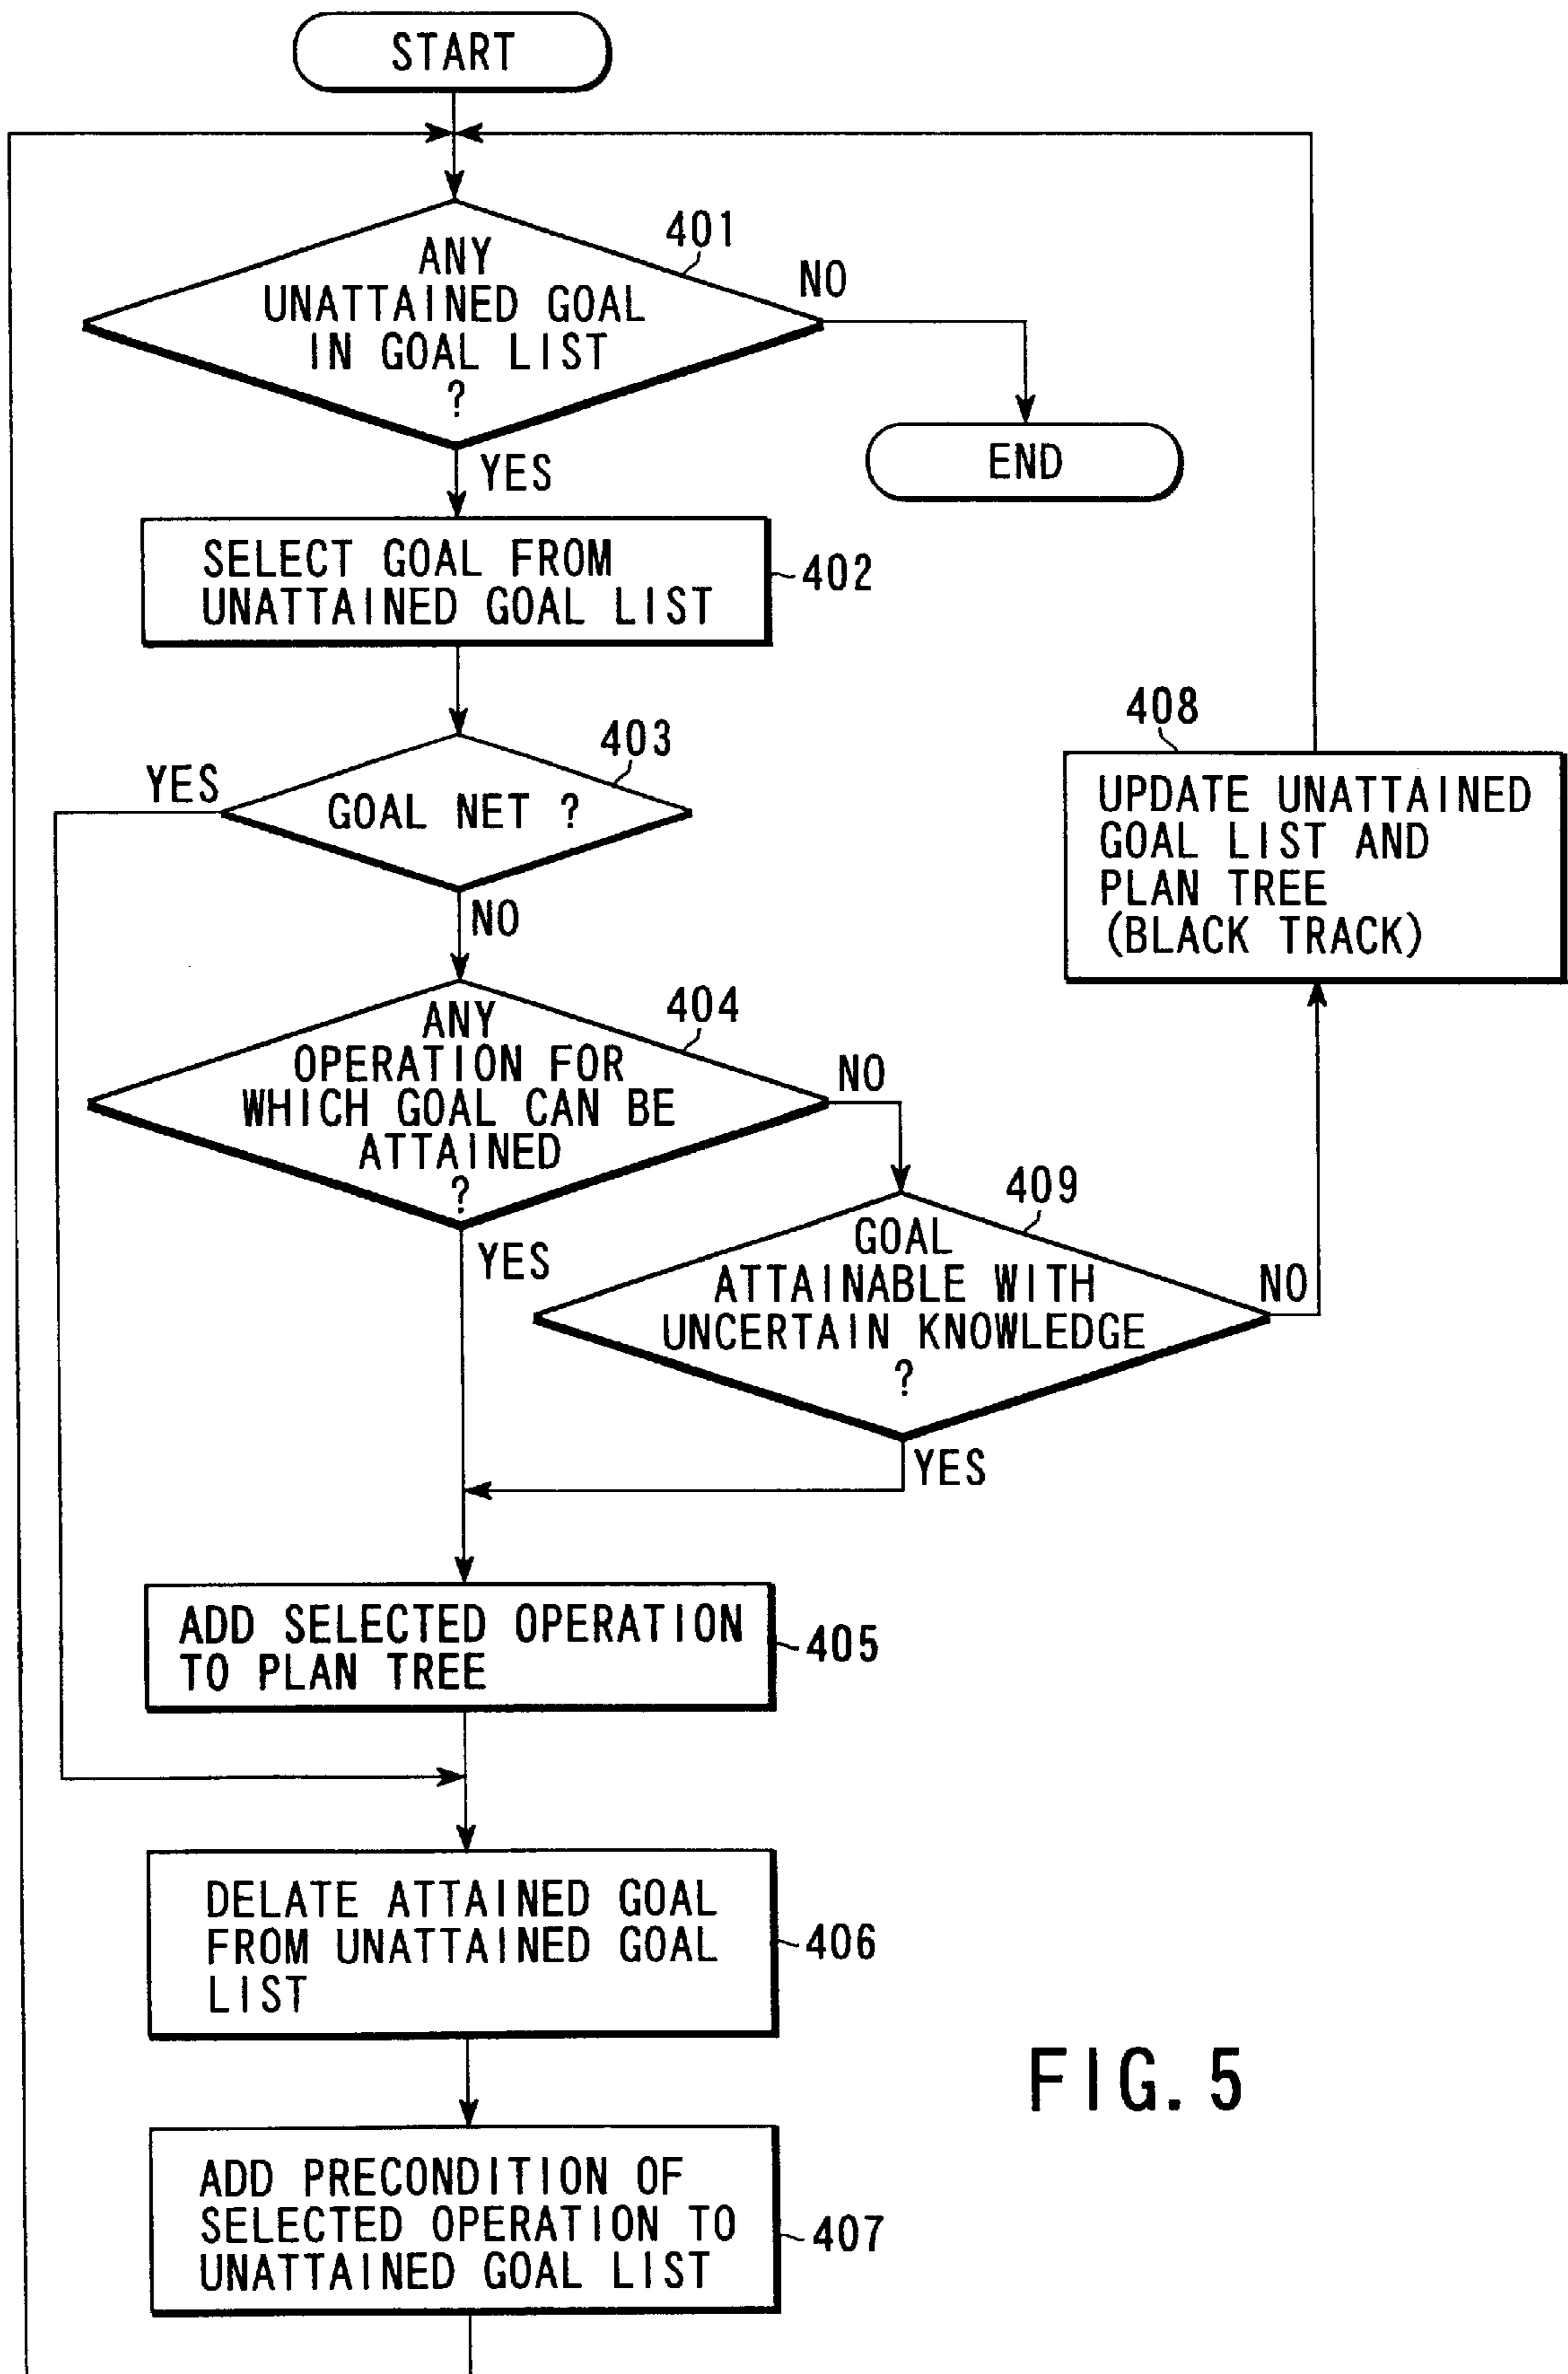 START
401
ANY
UNATTAINED GOAL
IN GOAL LIST
?
NO
END
YES
SELECT GOAL FROM
UNATTAINED GOAL LIST
402
403
YES
GOAL NET ?
NO
408
UPDATE UNATTAINED
GOAL LIST AND
PLAN TREE
(BLACK TRACK)
404
ANY
OPERATION FOR
WHICH GOAL CAN BE
ATTAINED
?
NO
YES
409
GOAL
ATTAINABLE WITH
UNCERTAIN KNOWLEDGE
?
NO
YES
ADD SELECTED OPERATION
TO PLAN TREE
405
DELATE ATTAINED GOAL
FROM UNATTAINED GOAL
LIST
406
ADD PRECONDITION OF
SELECTED OPERATION TO
UNATTAINED GOAL LIST
407
FIG. 5